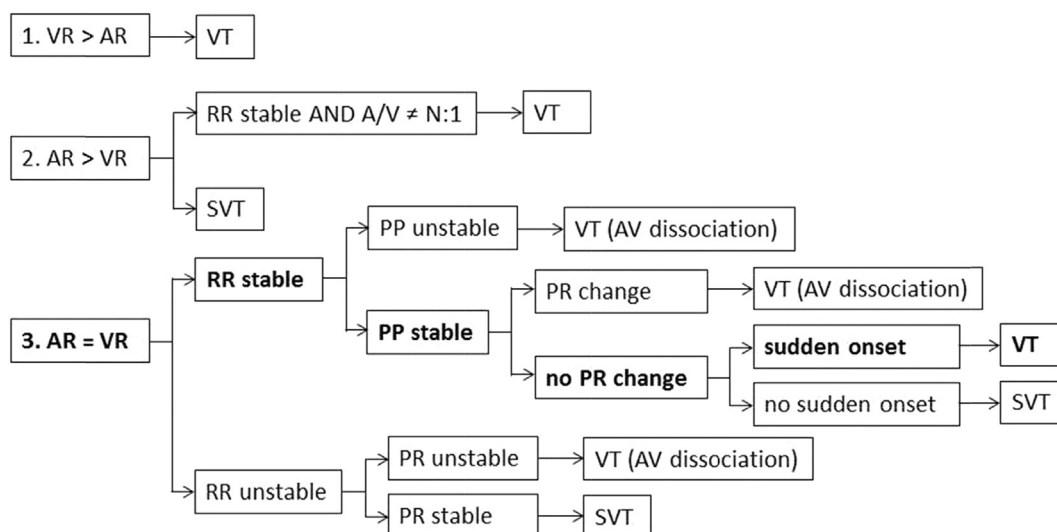 1. VR > AR
VT
RR stable AND A/V ≠ N:1
VT
2. AR > VR
SVT
PP unstable
VT (AV dissociation)
RR stable
PR change
VT (AV dissociation)
3. AR = VR
PP stable
sudden onset
VT
no PR change
no sudden onset
SVT
PR unstable
VT (AV dissociation)
RR unstable
PR stable
SVT